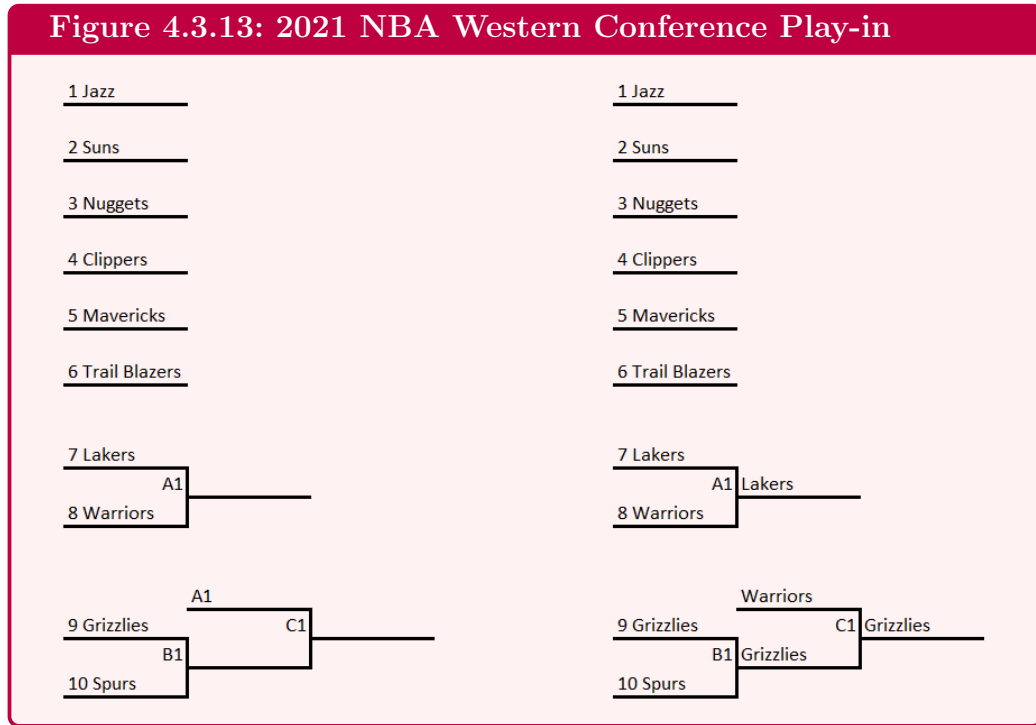 Figure 4.3.13: 2021 NBA Western Conference Play-in
1 Jazz
2 Suns
3 Nuggets
4 Clippers
5 Mavericks
6 Trail Blazers
7 Lakers
A1
8 Warriors
A1
9 Grizzlies
C1
B1
10 Spurs
1 Jazz
2 Suns
3 Nuggets
4 Clippers
5 Mavericks
6 Trail Blazers
7 Lakers
A1 Lakers
8 Warriors
Warriors
9 Grizzlies
C1 Grizzlies
B1 Grizzlies
10 Spurs